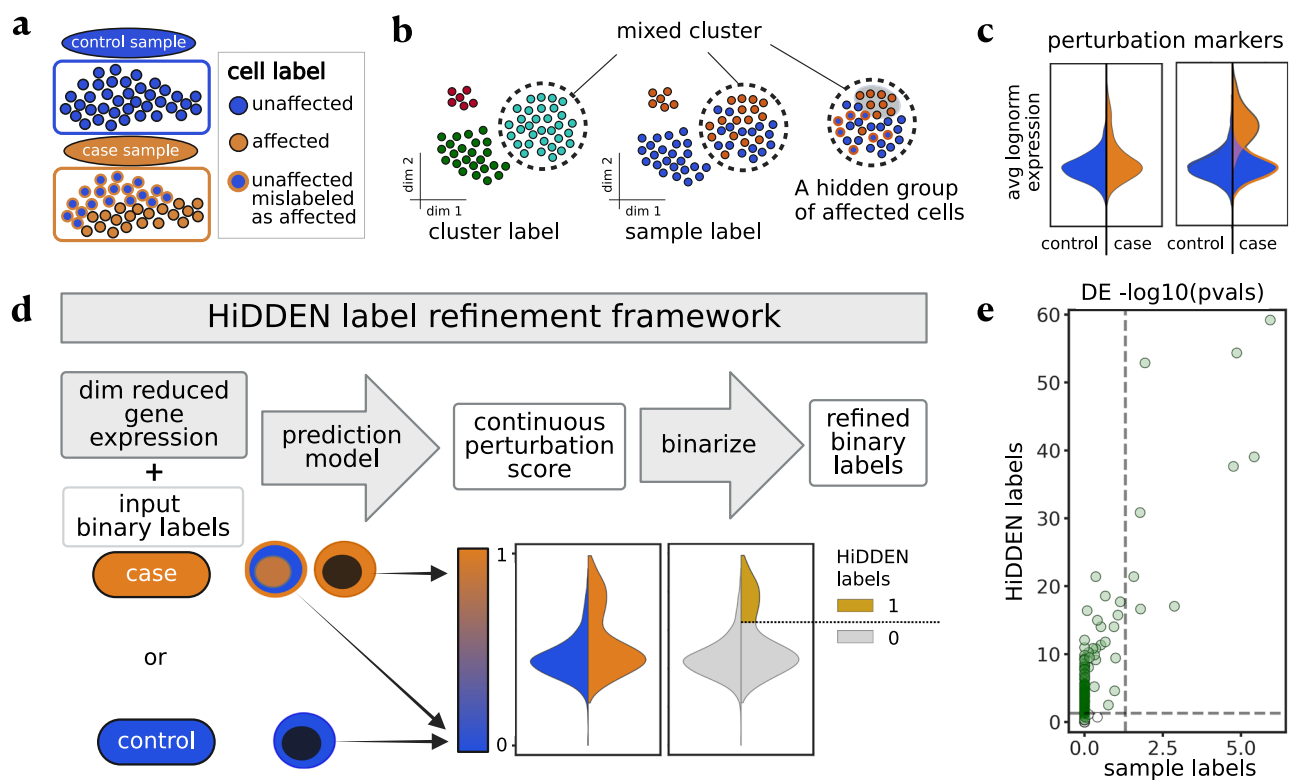 a
control sample
case sample
cell label
unaffected
affected
unaffected
mislabeled
as affected
b
mixed cluster
dim 2
dim 1
cluster label
dim 2
dim 1
sample label
A hidden group
of affected cells
c
perturbation markers
avg lognorm
expression
control
case
control
case
d
HiDDEN label refinement framework
dim reduced
gene
expression
+
input
binary labels
prediction
model
continuous
perturbation
score
binarize
refined
binary
labels
case
or
control
1
0
HiDDEN
labels
1
0
e
DE -log10(pvals)
HiDDEN labels
60
50
40
30
20
10
0
0.0
2.5
5.0
sample labels